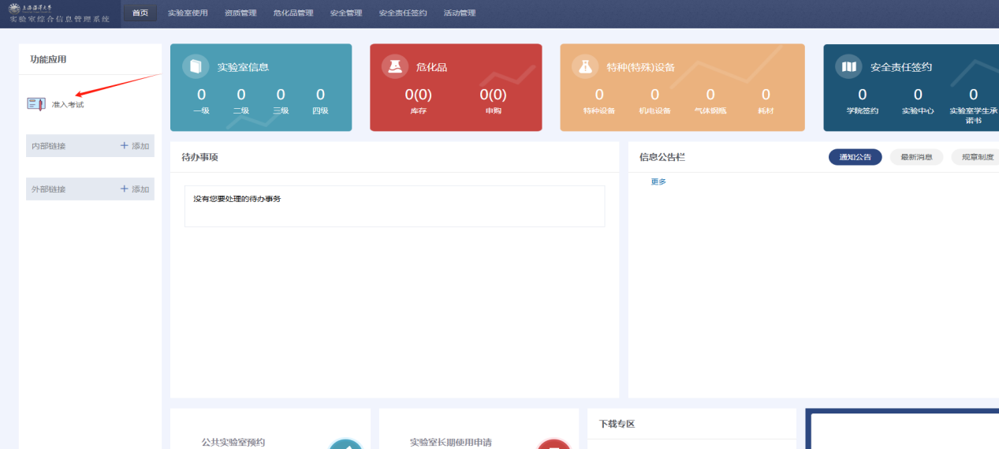 上海海洋大学
实验室综合信息管理系统
首页 实验室使用 资质管理 危化品管理 安全管理 安全责任签约 活动管理
功能应用
准入考试
内部链接 + 添加
外部链接 + 添加
实验室信息
0 0 0 0
一级 二级 三级 四级
危化品
0(0) 0(0)
库存 申购
特种(特殊)设备
0 0 0 0
特种设备 机电设备 气体钢瓶 耗材
安全责任签约
0 0 0
学院签约 实验中心 实验室学生承
诺书
待办事项
没有您要处理的待办事务
信息公告栏 通知公告 最新消息 规章制度
更多
公共实验室预约
实验室长期使用申请
下载专区